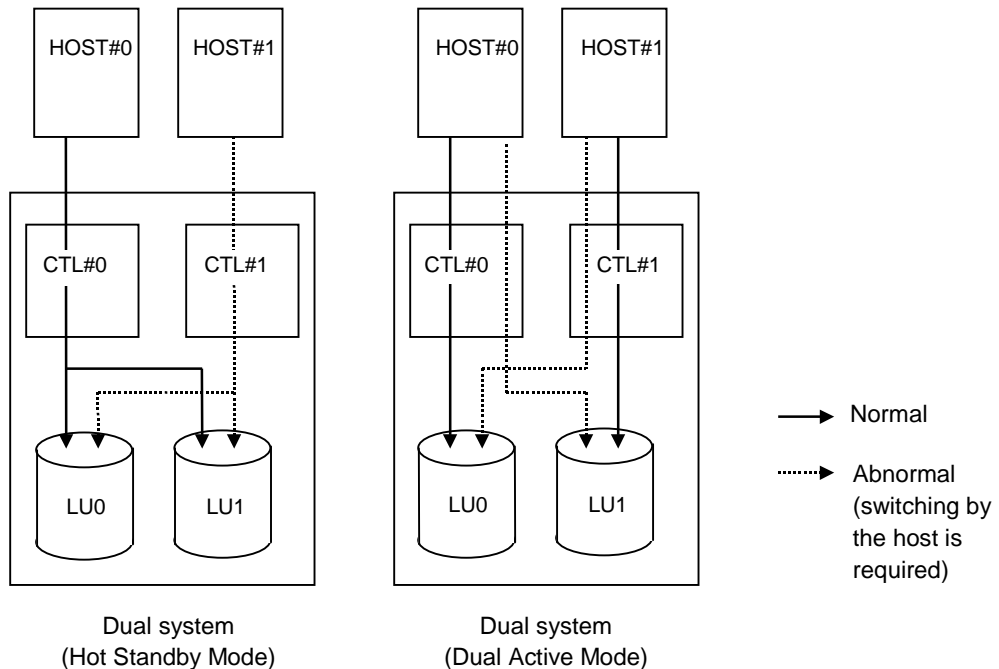 HOST#0
HOST#1
CTL#0
CTL#1
LU0
LU1
Dual system
(Hot Standby Mode)
HOST#0
HOST#1
CTL#0
CTL#1
LU0
LU1
Dual system
(Dual Active Mode)
Normal
Abnormal
(switching by
the host is
required)